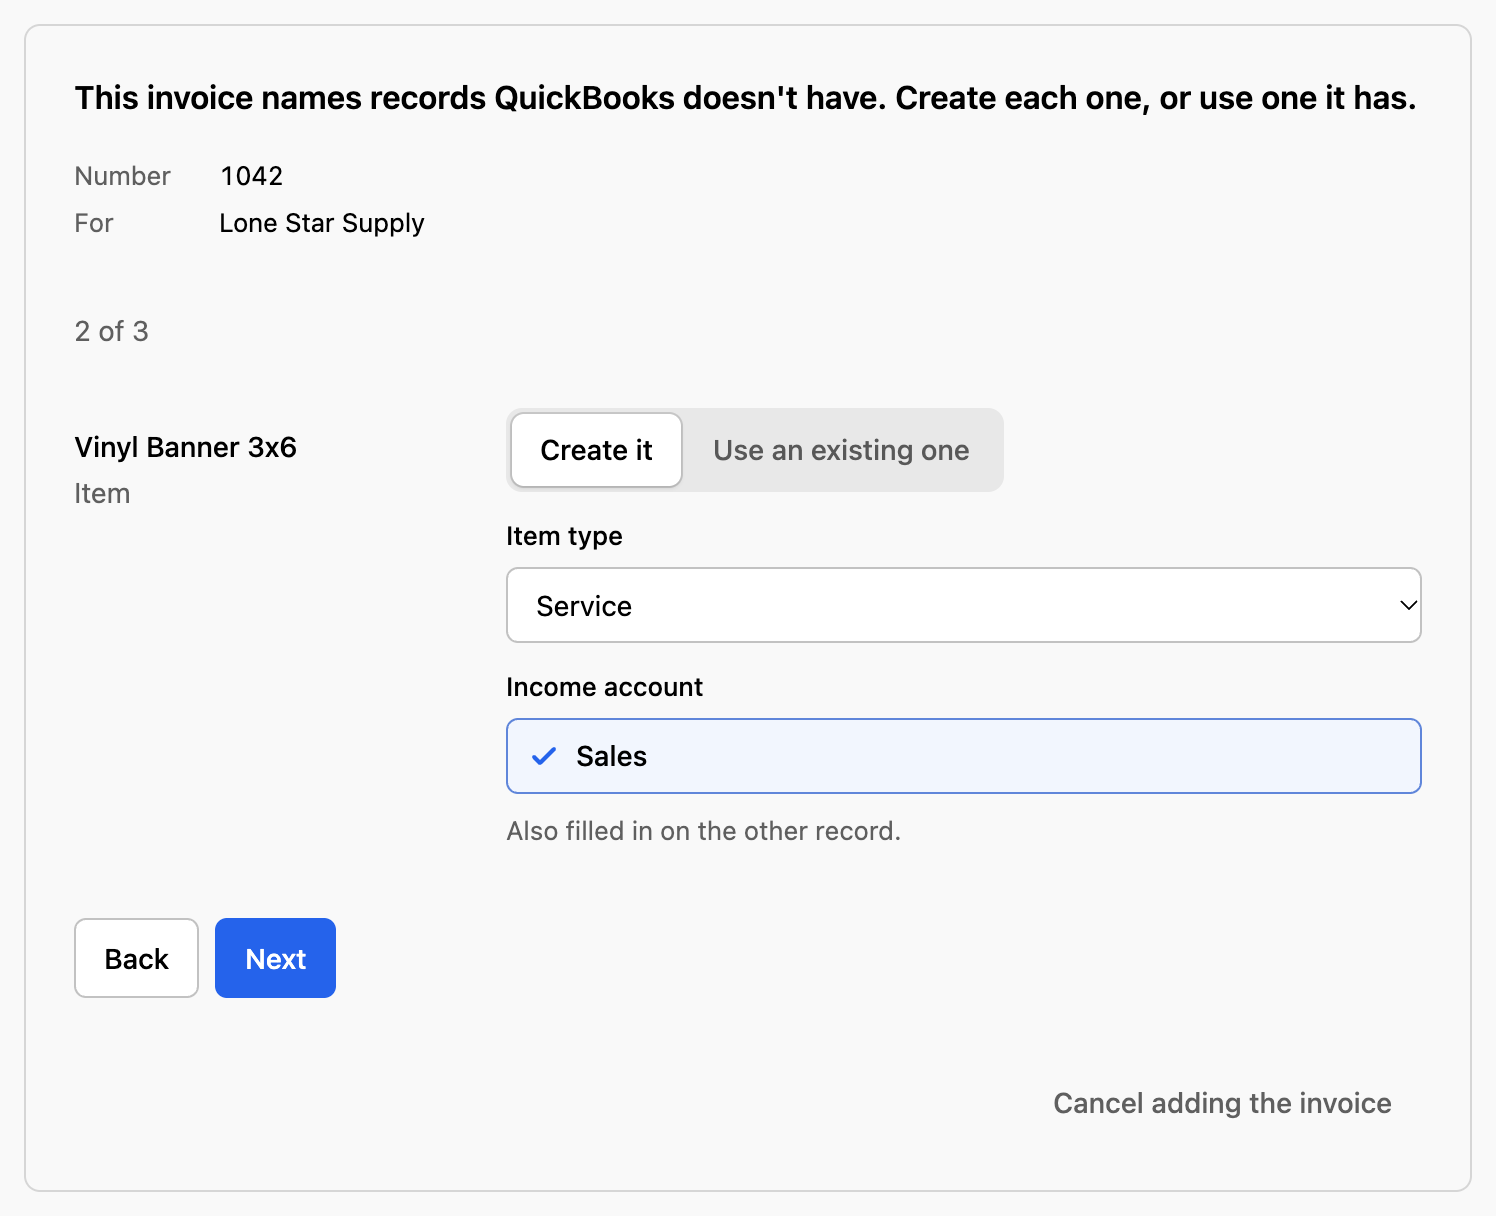 This invoice names records QuickBooks doesn't have. Create each one, or use one it has.
Number 1042
For Lone Star Supply
2 of 3
Vinyl Banner 3x6
Item
Create it Use an existing one
Item type
Service
Income account
Sales
Also filled in on the other record.
Back Next
Cancel adding the invoice